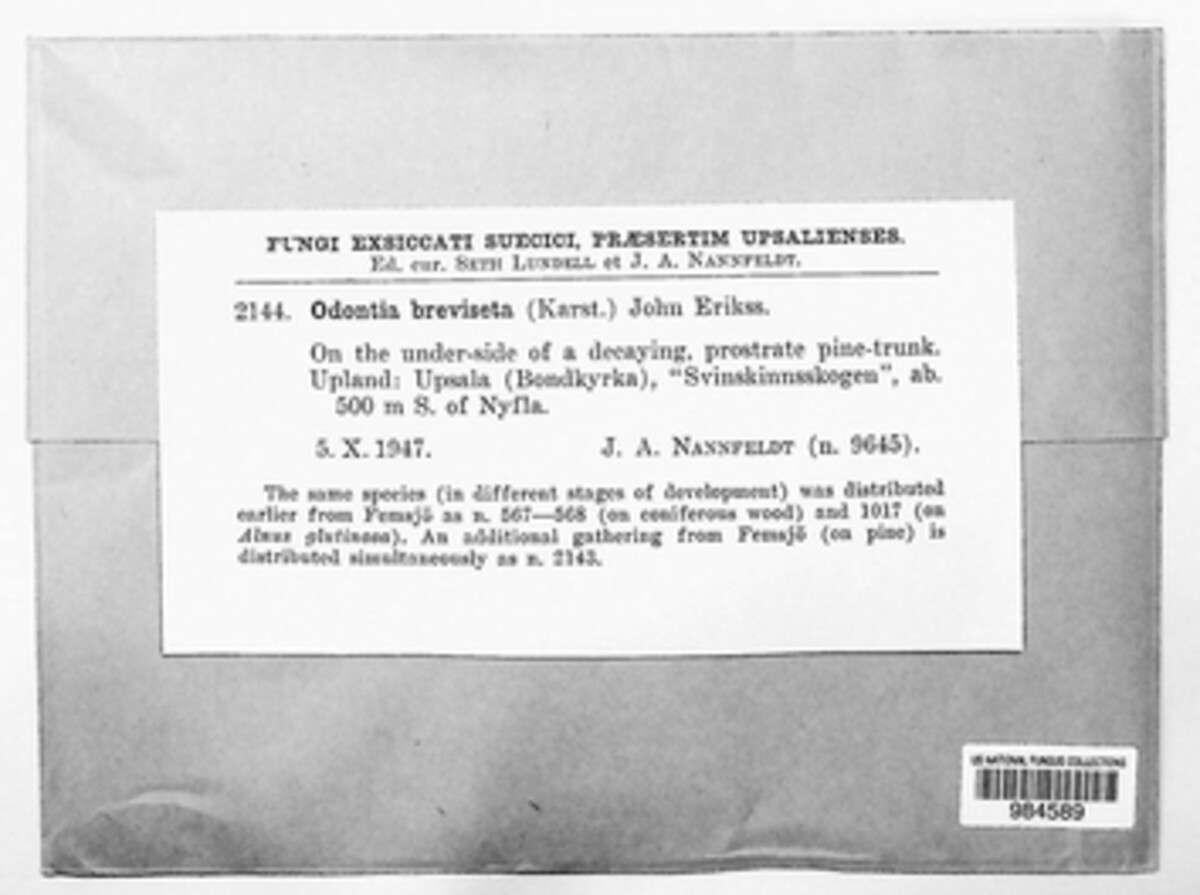 FUNGI EXSICCATI SUECICI, PRÆSERTIM UPSALIENSES.
Ed. cur. SETH LUNDELL et J. A. NANNFELDT.
2144. Odontia breviseta (Karst.) John Erikss.
On the under-side of a decaying, prostrate pine-trunk.
Upland: Upsala (Bondkyrka), "Svinskinnsskogen", ab.
500 m S. of Nyfla.
5. X. 1947. J. A. NANNFELDT (n. 9645).
The same species (in different stages of development) was distributed
earlier from Femsjö as n. 567—568 (on coniferous wood) and 1017 (on
Alnus glutinosa). An additional gathering from Femsjö (on pine) is
distributed simultaneously as n. 2143.
US NATIONAL FUNGUS COLLECTIONS
984589